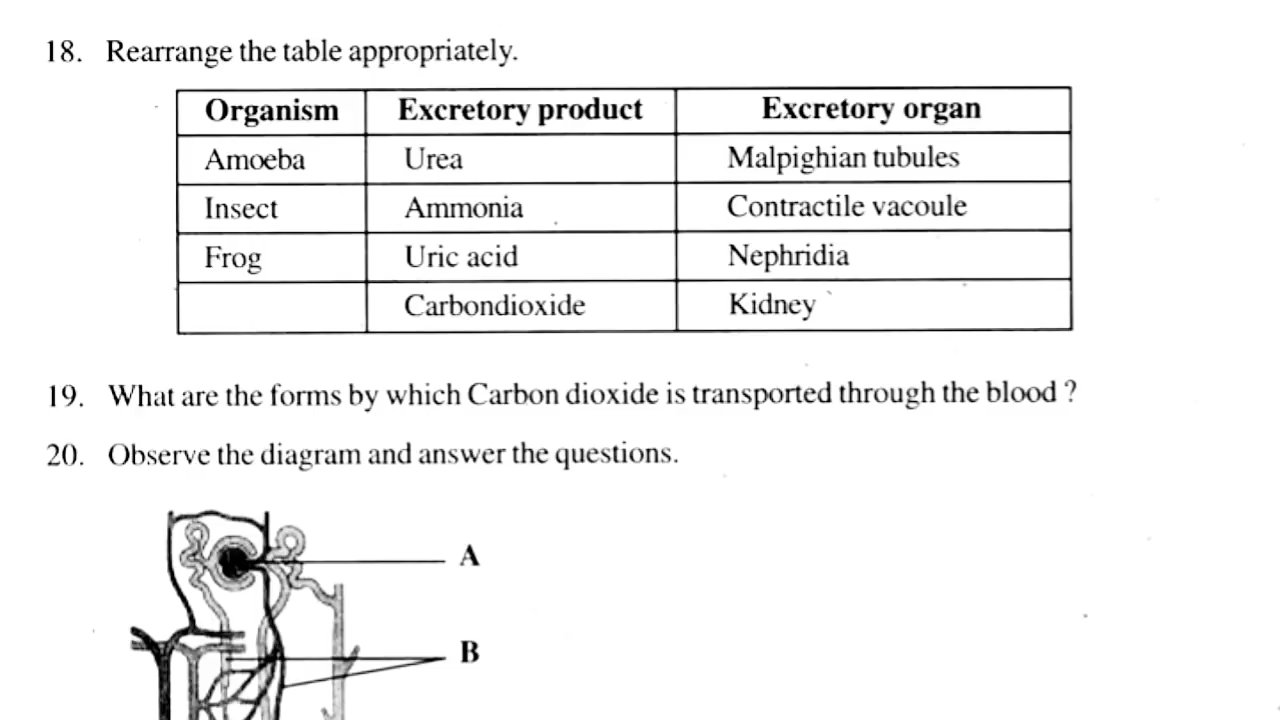 18. Rearrange the table appropriately.
Organism Excretory product Excretory organ
Amoeba Urea Malpighian tubules
Insect Ammonia Contractile vacoule
Frog Uric acid Nephridia
Carbondioxide Kidney
19. What are the forms by which Carbon dioxide is transported through the blood ?
20. Observe the diagram and answer the questions.
A
B